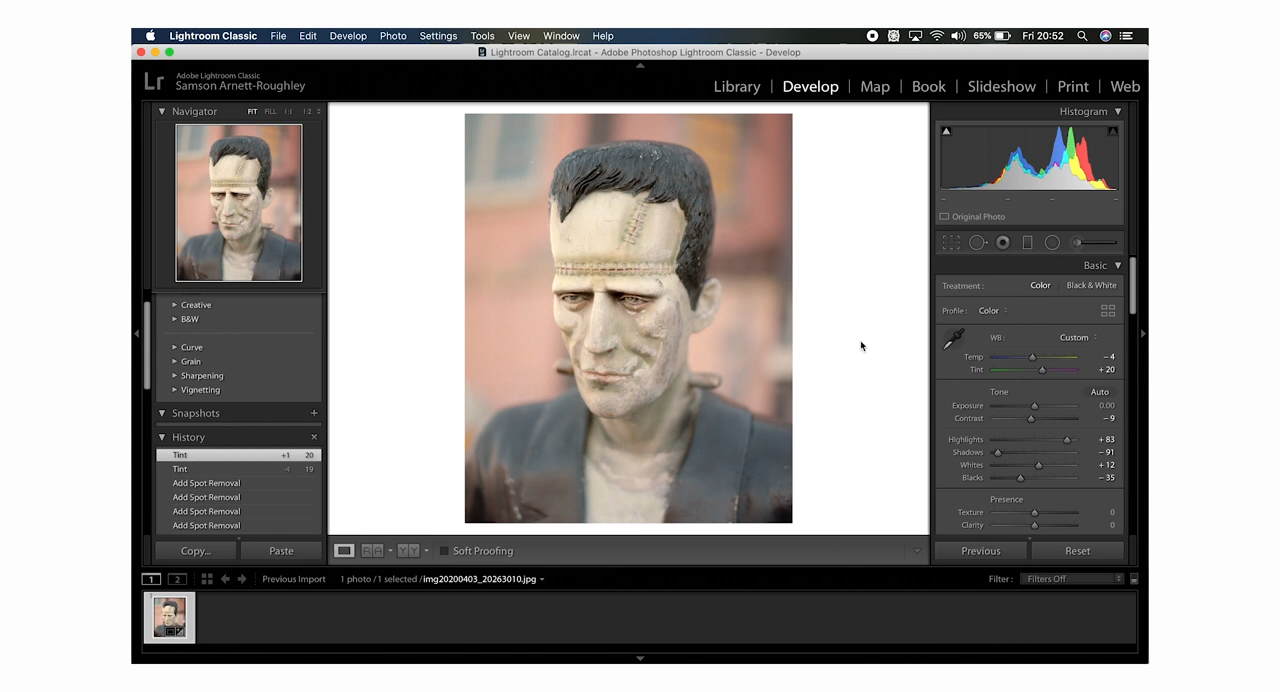 Lightroom Classic File Edit Develop Photo Settings Tools View Window Help 65% Fri 20:52
Lightroom Catalog.lrcat - Adobe Photoshop Lightroom Classic - Develop
Lr Adobe Lightroom Classic
Samson Arnett-Roughley
Library | Develop | Map | Book | Slideshow | Print | Web
Navigator FIT FILL 1:1 1:2
Creative
B&W
Curve
Grain
Sharpening
Vignetting
Snapshots +
History
Tint +1 20
Tint -4 19
Add Spot Removal
Add Spot Removal
Add Spot Removal
Add Spot Removal
Copy... Paste
Soft Proofing
Histogram
Original Photo
Basic
Treatment : Color Black & White
Profile : Color
WB : Custom
Temp - 4
Tint + 20
Tone Auto
Exposure 0.00
Contrast - 9
Highlights + 83
Shadows - 91
Whites + 12
Blacks - 35
Presence
Texture 0
Clarity 0
Previous Reset
1 2 Previous Import 1 photo / 1 selected / img20200403_20263010.jpg Filter : Filters Off